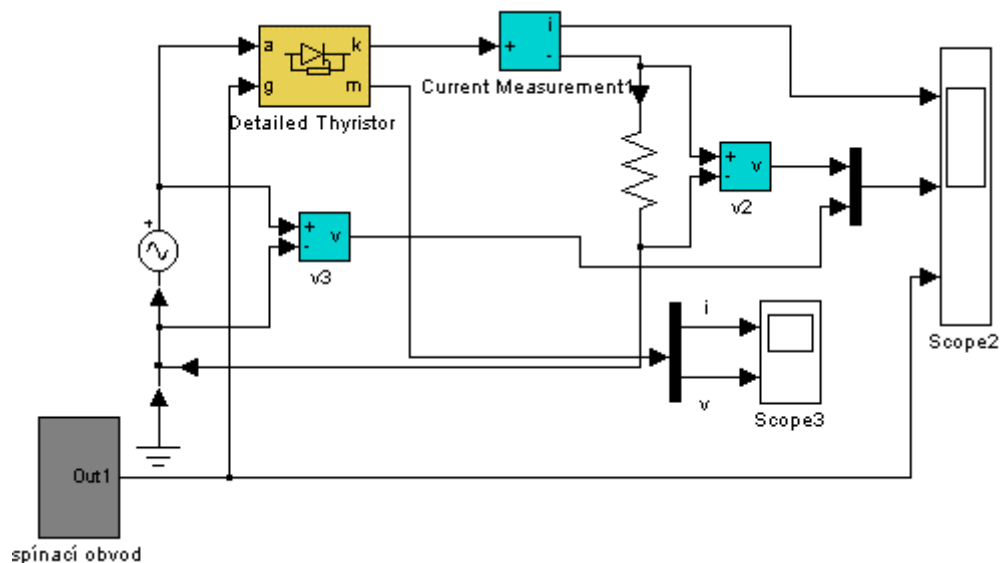 i
a
k
+
-
g
m
Current Measurement1
Detailed Thyristor
+
-
v
v2
+
+
-
v
v3
i
Scope2
v
Scope3
Out1
spínací obvod